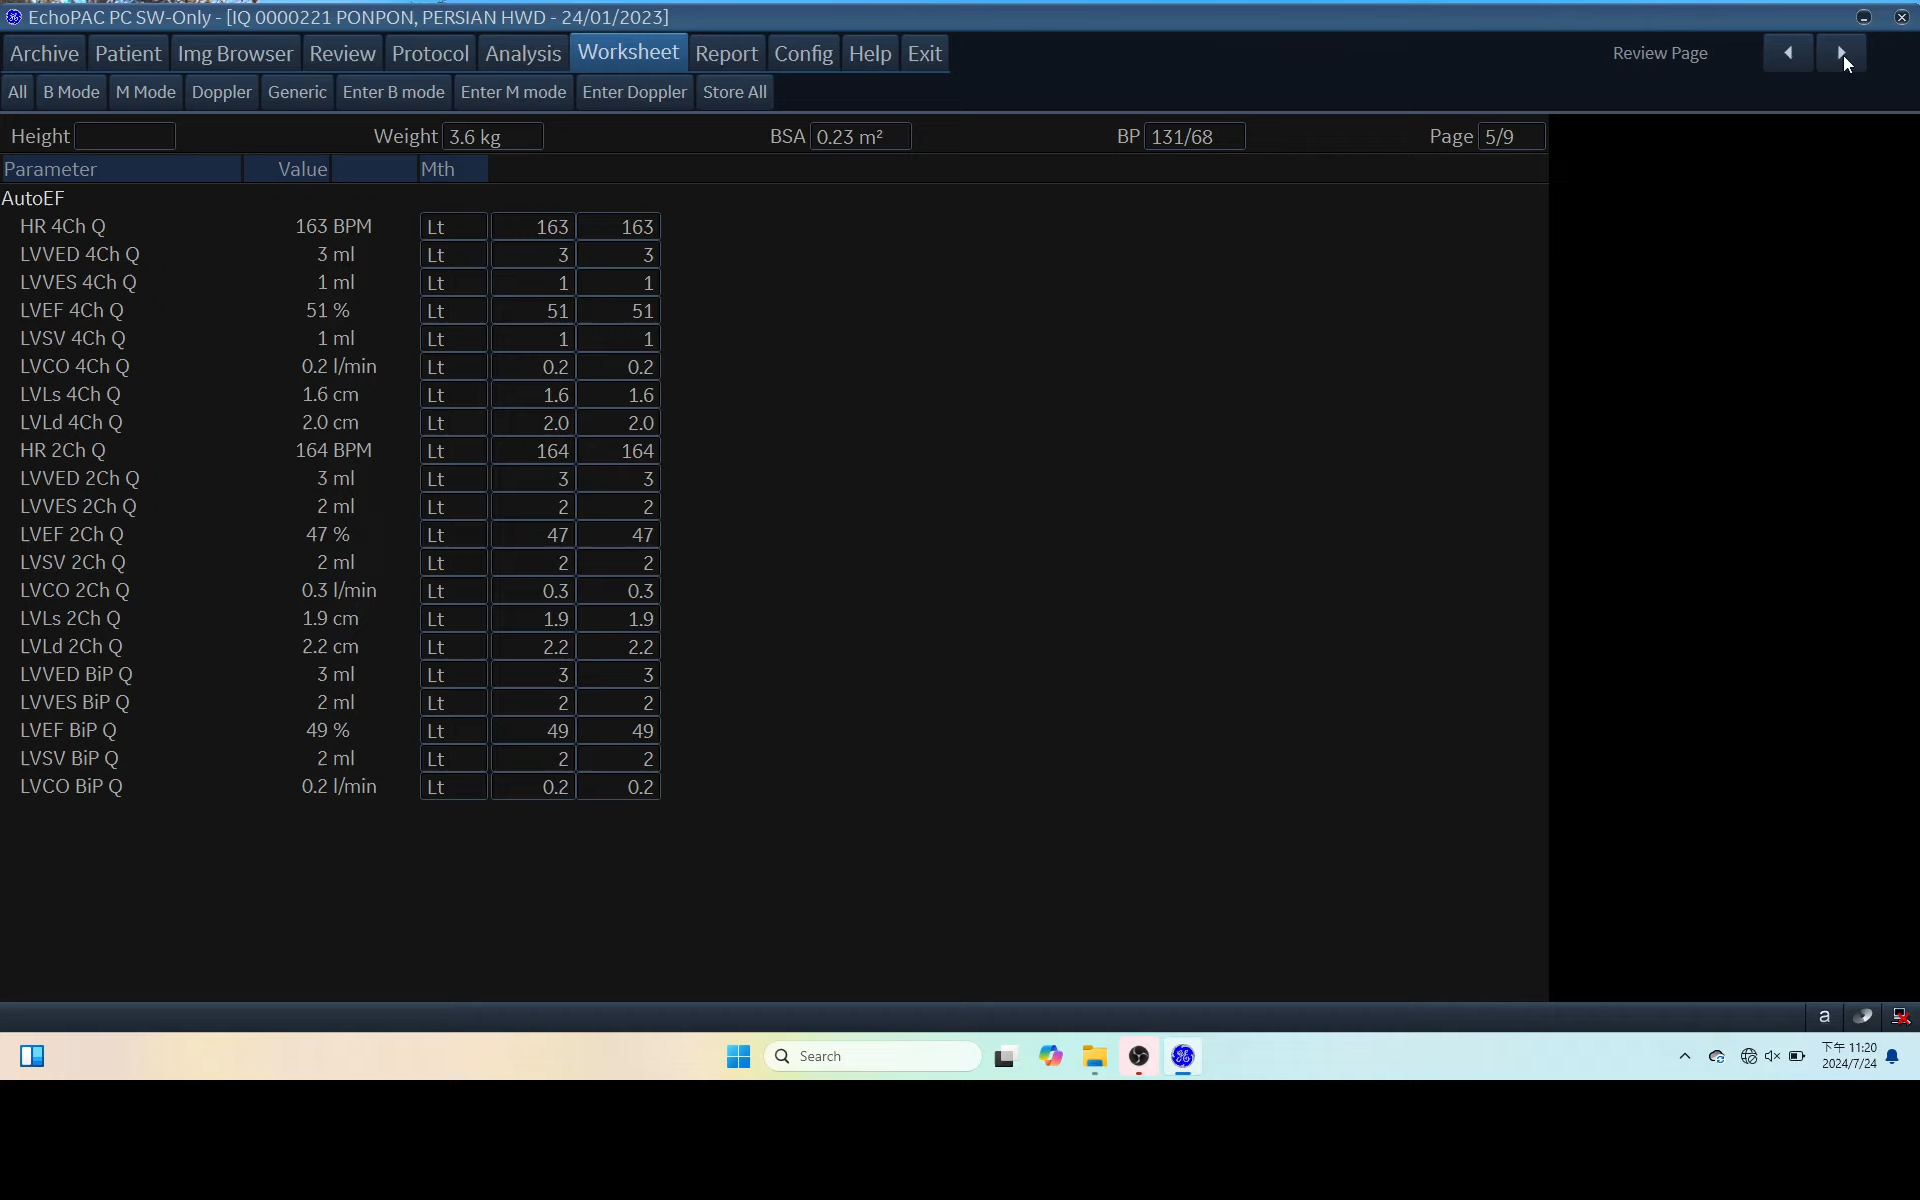 EchoPAC PC SW-Only - [IQ 0000221 PONPON, PERSIAN HWD - 24/01/2023]
Archive Patient Img Browser Review Protocol Analysis Worksheet Report Config Help Exit Review Page
All B Mode M Mode Doppler Generic Enter B mode Enter M mode Enter Doppler Store All
Height Weight 3.6 kg BSA 0.23 m² BP 131/68 Page 5/9
Parameter Value Mth
AutoEF
HR 4Ch Q 163 BPM Lt 163 163
LVVED 4Ch Q 3 ml Lt 3 3
LVVES 4Ch Q 1 ml Lt 1 1
LVEF 4Ch Q 51 % Lt 51 51
LVSV 4Ch Q 1 ml Lt 1 1
LVCO 4Ch Q 0.2 l/min Lt 0.2 0.2
LVLs 4Ch Q 1.6 cm Lt 1.6 1.6
LVLd 4Ch Q 2.0 cm Lt 2.0 2.0
HR 2Ch Q 164 BPM Lt 164 164
LVVED 2Ch Q 3 ml Lt 3 3
LVVES 2Ch Q 2 ml Lt 2 2
LVEF 2Ch Q 47 % Lt 47 47
LVSV 2Ch Q 2 ml Lt 2 2
LVCO 2Ch Q 0.3 l/min Lt 0.3 0.3
LVLs 2Ch Q 1.9 cm Lt 1.9 1.9
LVLd 2Ch Q 2.2 cm Lt 2.2 2.2
LVVED BiP Q 3 ml Lt 3 3
LVVES BiP Q 2 ml Lt 2 2
LVEF BiP Q 49 % Lt 49 49
LVSV BiP Q 2 ml Lt 2 2
LVCO BiP Q 0.2 l/min Lt 0.2 0.2
a
Search
下午 11:20
2024/7/24